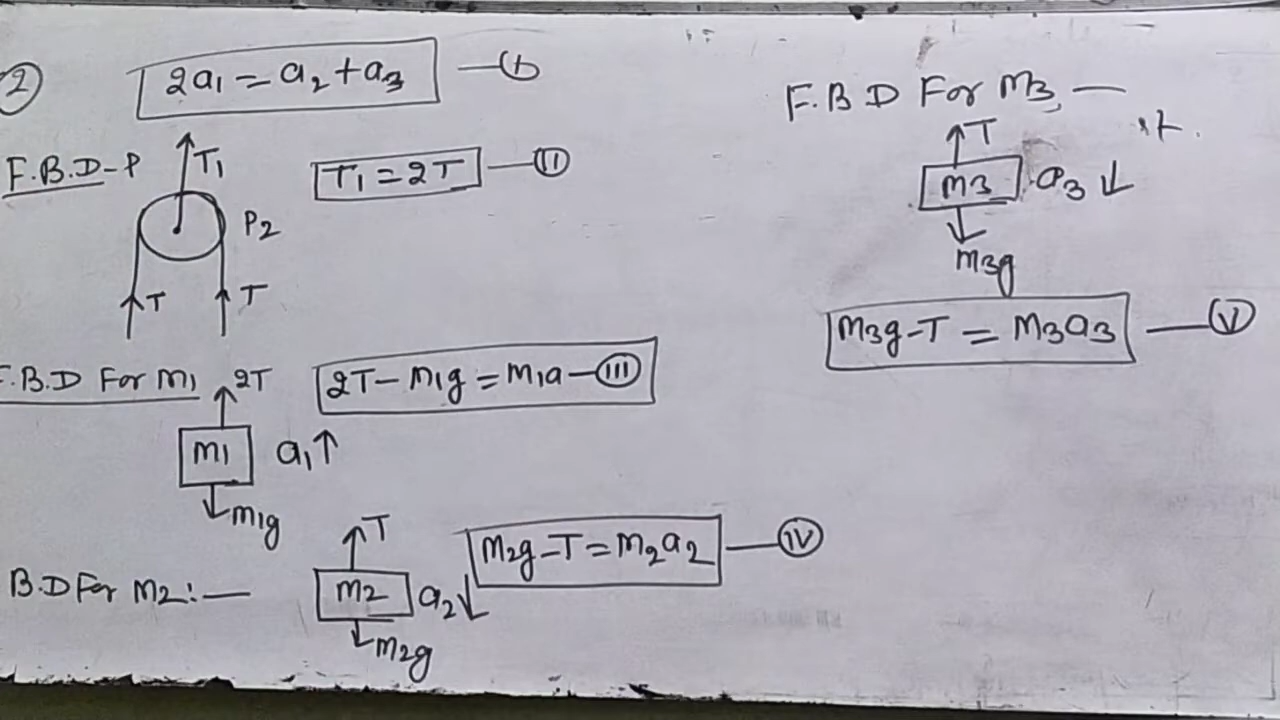 2
2a₁ = a₂ + a₃ — I
F.B.D - P
T₁
T₁ = 2T — II
P₂
T T
F.B.D For m₁
2T
2T - m₁g = m₁a — III
m₁ a₁↑
m₁g
B.D For m₂:—
T
m₂ a₂↓
m₂g
m₂g - T = m₂a₂ — IV
F.B D For m₃ —
T
m₃ a₃↓
m₃g
m₃g - T = m₃a₃ — V